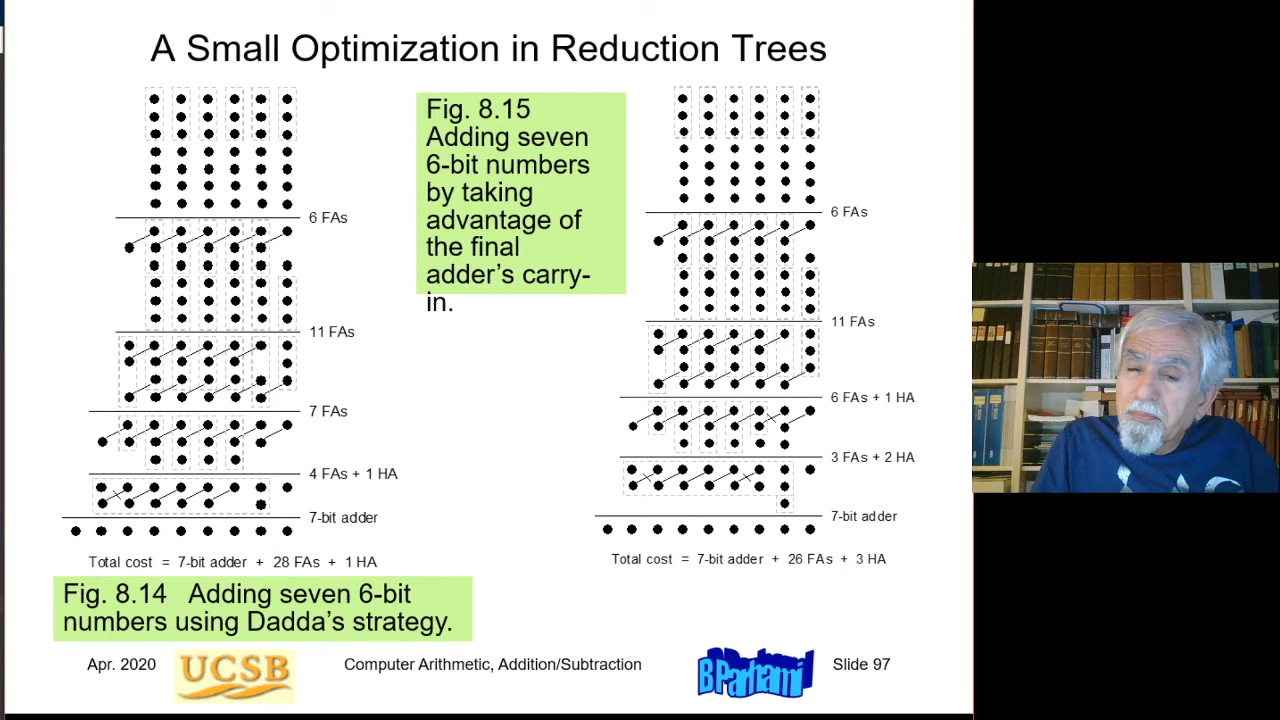 A Small Optimization in Reduction Trees
6 FAs
11 FAs
7 FAs
4 FAs + 1 HA
7-bit adder
Total cost = 7-bit adder + 28 FAs + 1 HA
Fig. 8.14 Adding seven 6-bit
numbers using Dadda's strategy.
Fig. 8.15
Adding seven
6-bit numbers
by taking
advantage of
the final
adder's carry-
in.
6 FAs
11 FAs
6 FAs + 1 HA
3 FAs + 2 HA
7-bit adder
Total cost = 7-bit adder + 26 FAs + 3 HA
Apr. 2020
UCSB
Computer Arithmetic, Addition/Subtraction
B Parhami
Slide 97